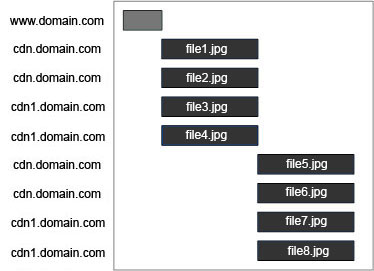 www.domain.com
cdn.domain.com file1.jpg
cdn.domain.com file2.jpg
cdn1.domain.com file3.jpg
cdn1.domain.com file4.jpg
cdn.domain.com file5.jpg
cdn.domain.com file6.jpg
cdn1.domain.com file7.jpg
cdn1.domain.com file8.jpg